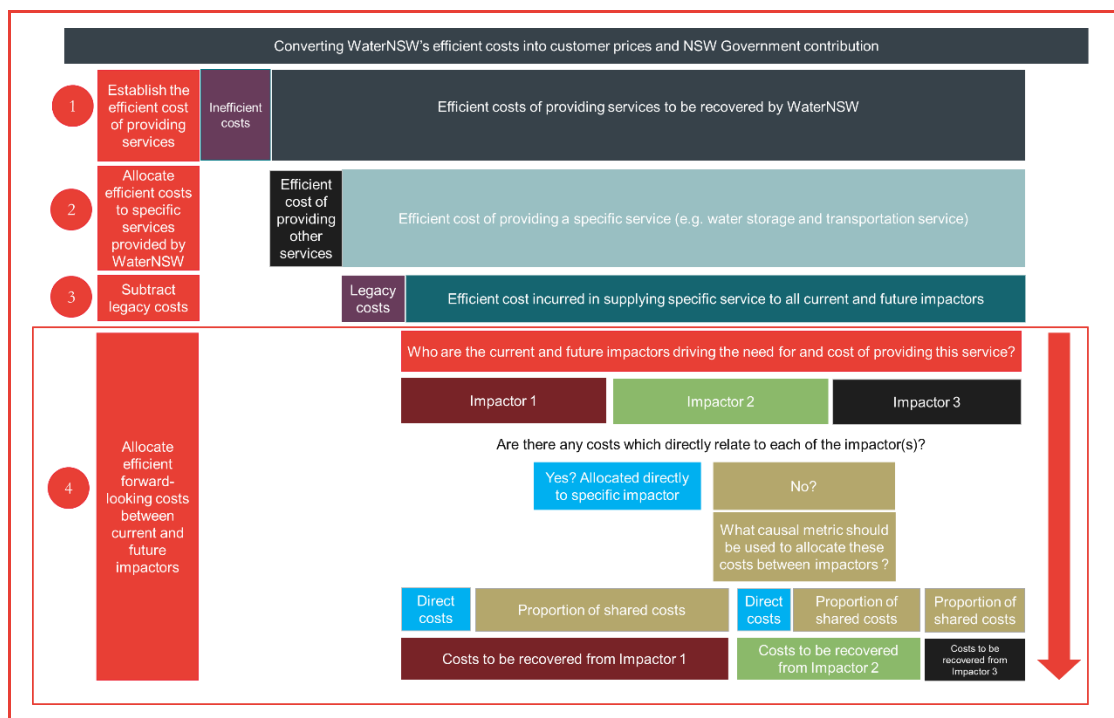 Converting WaterNSW's efficient costs into customer prices and NSW Government contribution
1
Establish the
efficient cost
of providing
services
Inefficient
costs
Efficient costs of providing services to be recovered by WaterNSW
2
Allocate
efficient costs
to specific
services
provided by
WaterNSW
Efficient
cost of
providing
other
services
Efficient cost of providing a specific service (e.g. water storage and transportation service)
3
Subtract
legacy costs
Legacy
costs
Efficient cost incurred in supplying specific service to all current and future impactors
4
Allocate
efficient
forward-
looking costs
between
current and
future
impactors
Who are the current and future impactors driving the need for and cost of providing this service?
Impactor 1
Impactor 2
Impactor 3
Are there any costs which directly relate to each of the impactor(s)?
Yes? Allocated directly
to specific impactor
No?
What causal metric should
be used to allocate these
costs between impactors ?
Direct
costs
Proportion of shared costs
Direct
costs
Proportion of
shared costs
Proportion of
shared costs
Costs to be recovered from Impactor 1
Costs to be recovered
from Impactor 2
Costs to be
recovered from
Impactor 3